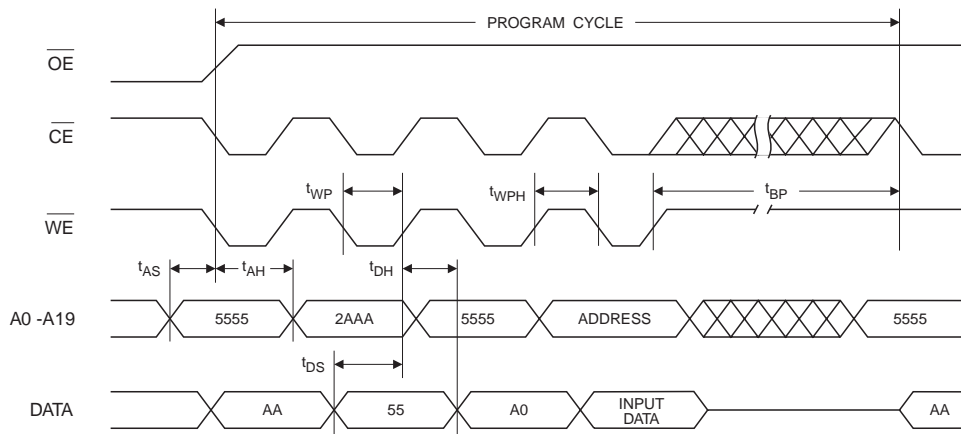 PROGRAM CYCLE
OE
CE
tWP
tWPH
tBP
WE
tAS
tAH
tDH
A0 -A19
5555
2AAA
5555
ADDRESS
5555
tDS
DATA
AA
55
A0
INPUT
DATA
AA